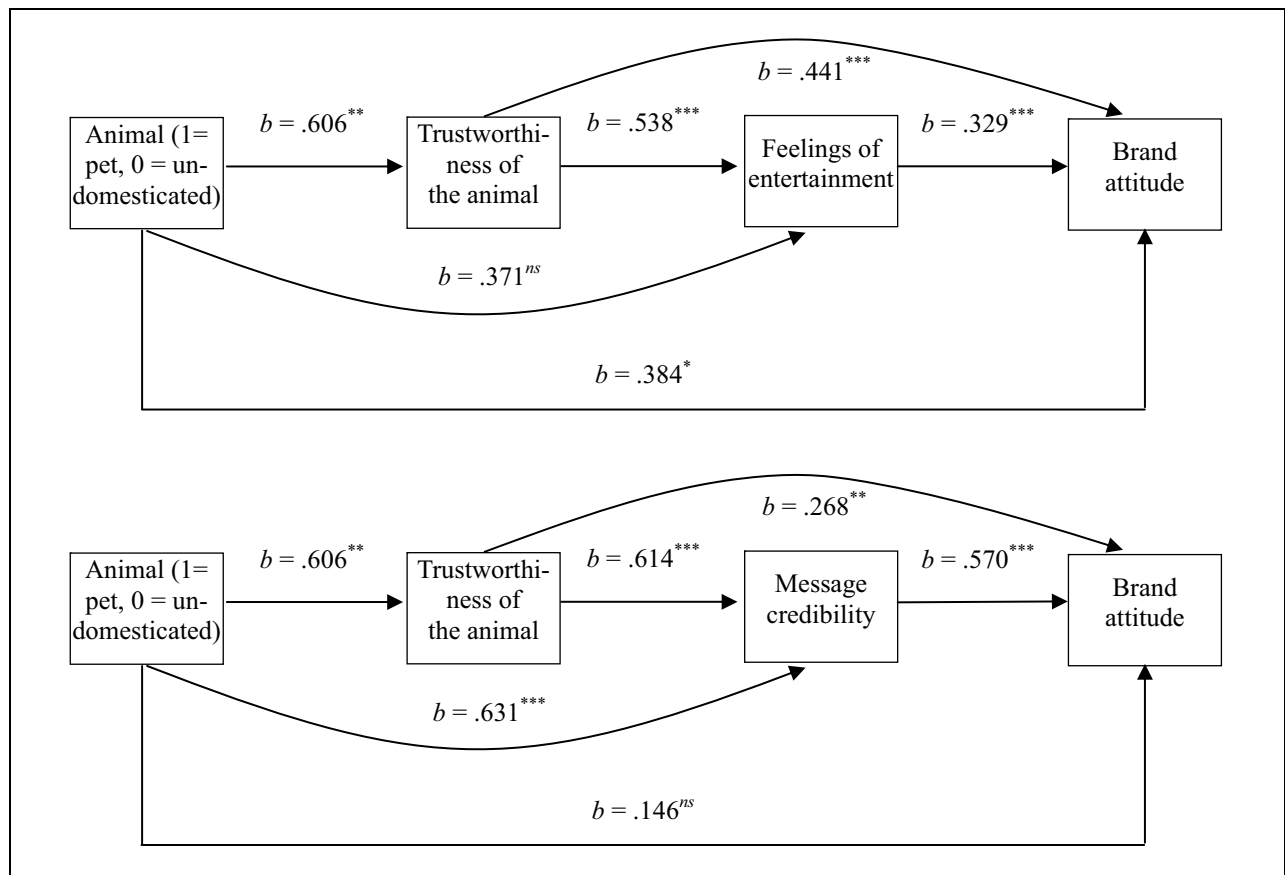 b = .441***
b = .606**
b = .538***
b = .329***
Animal (1=
pet, 0 = un-
domesticated)
Trustworthi-
ness of
the animal
Feelings of
entertainment
Brand
attitude
b = .371ns
b = .384*
b = .268**
b = .606**
b = .614***
b = .570***
Animal (1=
pet, 0 = un-
domesticated)
Trustworthi-
ness of
the animal
Message
credibility
Brand
attitude
b = .631***
b = .146ns